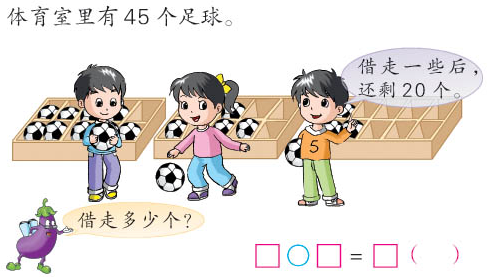 体育室里有45个足球。
借走一些后，
还剩20个。
5
借走多少个？
□○□=□（ ）